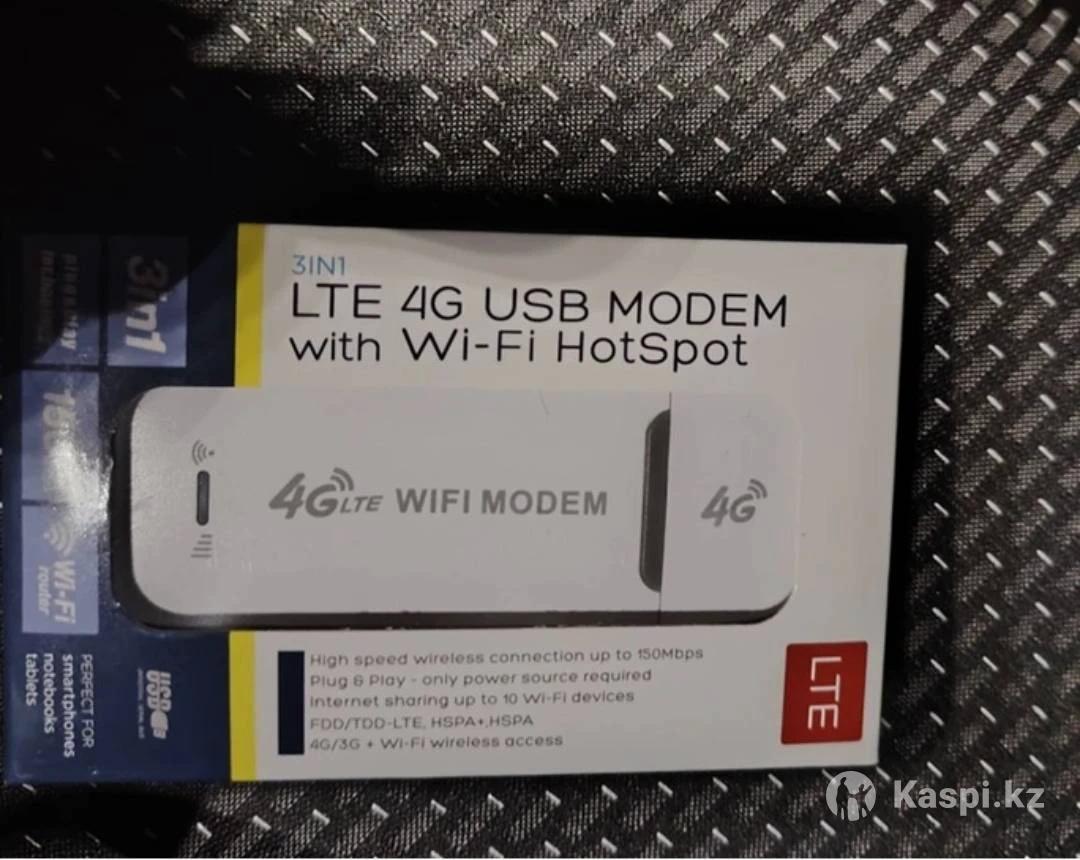 3IN1
LTE 4G USB MODEM
with Wi-Fi HotSpot
4G LTE WIFI MODEM
4G
High speed wireless connection up to 150Mbps
Plug & Play - only power source required
Internet sharing up to 10 Wi-Fi devices
FDD/TDD-LTE, HSPA+,HSPA
4G/3G + Wi-Fi wireless access
LTE
3in1
Wi-Fi
router
PERFECT FOR
smartphones
notebooks
tablets
Kaspi.kz